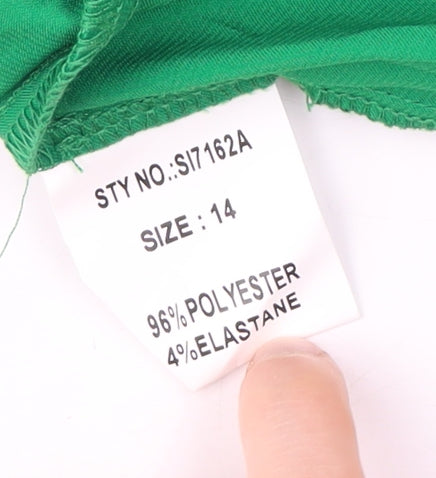 STY NO.:SI7162A
SIZE : 14
96%POLYESTER
4%ELASTANE